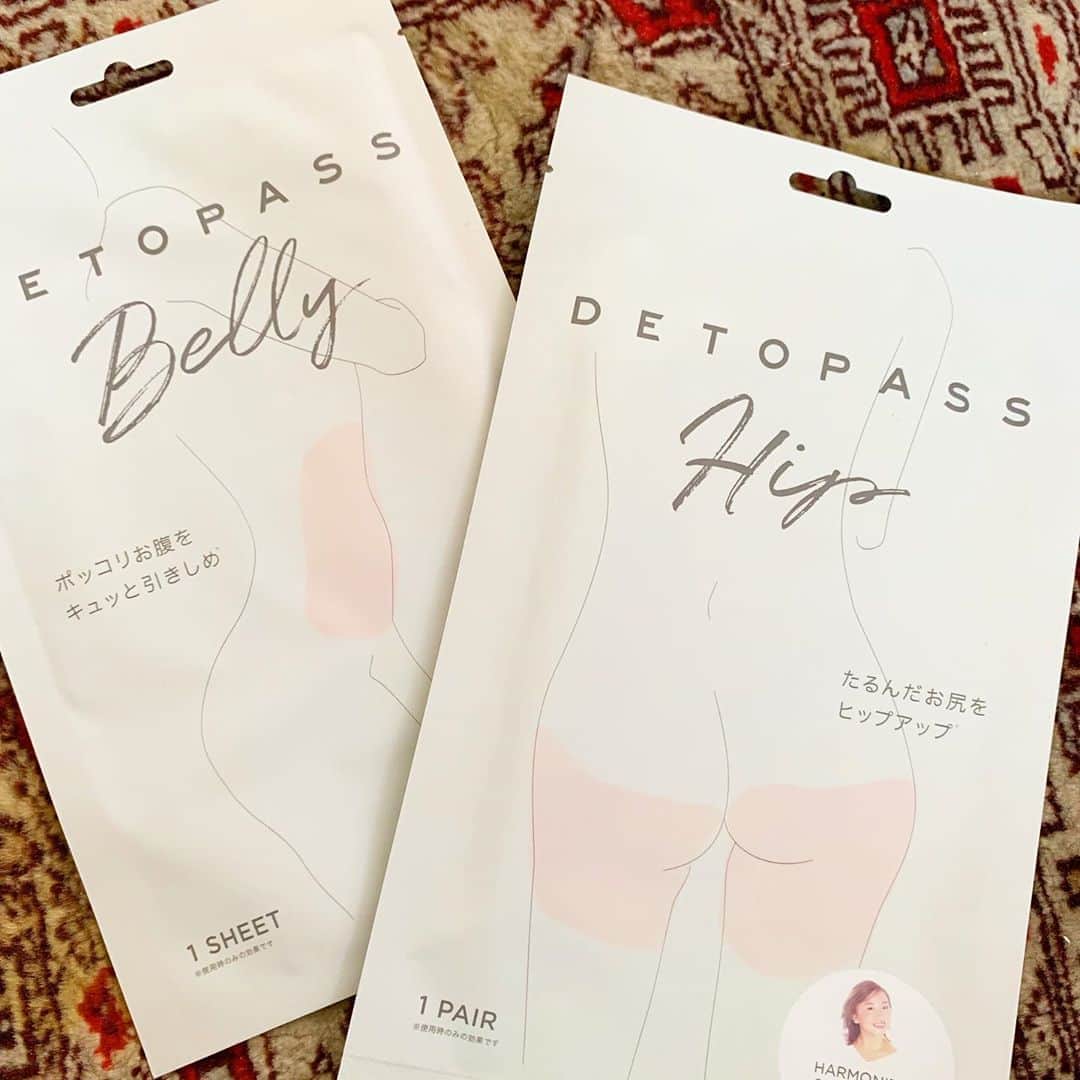 ETOPASS
Belly
ポッコリお腹を
キュッと引きしめ*
1 SHEET
※使用時のみの効果です
DETOPASS
Hip
たるんだお尻を
ヒップアップ*
1 PAIR
※使用時のみの効果です